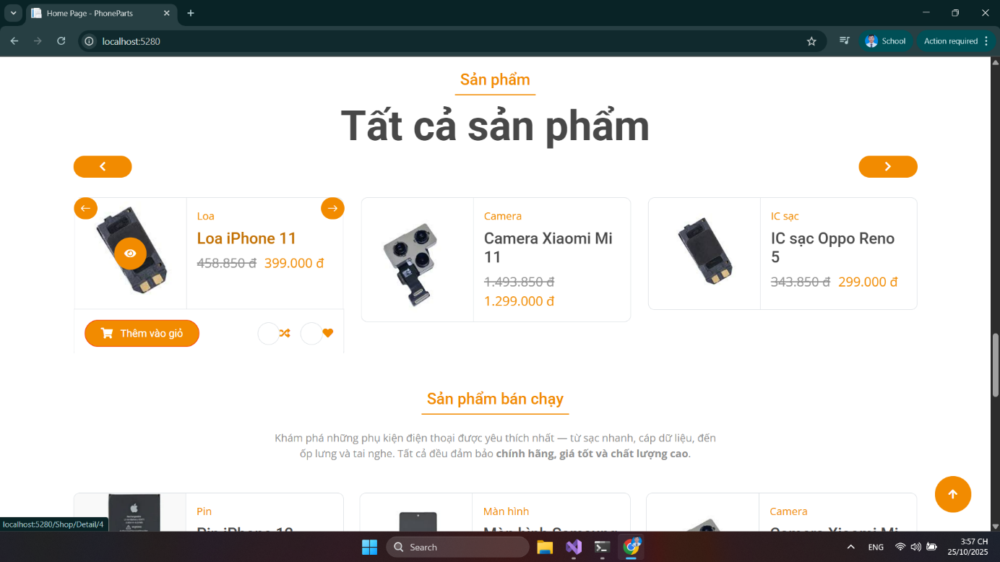 Home Page - PhoneParts
localhost:5280
School
Action required
Sản phẩm
Tất cả sản phẩm
Loa
Loa iPhone 11
458.850 đ 399.000 đ
Thêm vào giỏ
Camera
Camera Xiaomi Mi
11
1.493.850 đ
1.299.000 đ
IC sạc
IC sạc Oppo Reno
5
343.850 đ 299.000 đ
Sản phẩm bán chạy
Khám phá những phụ kiện điện thoại được yêu thích nhất — từ sạc nhanh, cáp dữ liệu, đến
ốp lưng và tai nghe. Tất cả đều đảm bảo chính hãng, giá tốt và chất lượng cao.
Pin
Pin iPhone 12
Màn hình
Màn hình Samsung
Camera
Camera Xiaomi Mi
localhost:5280/Shop/Detail/4
Search
ENG
3:57 CH
25/10/2025